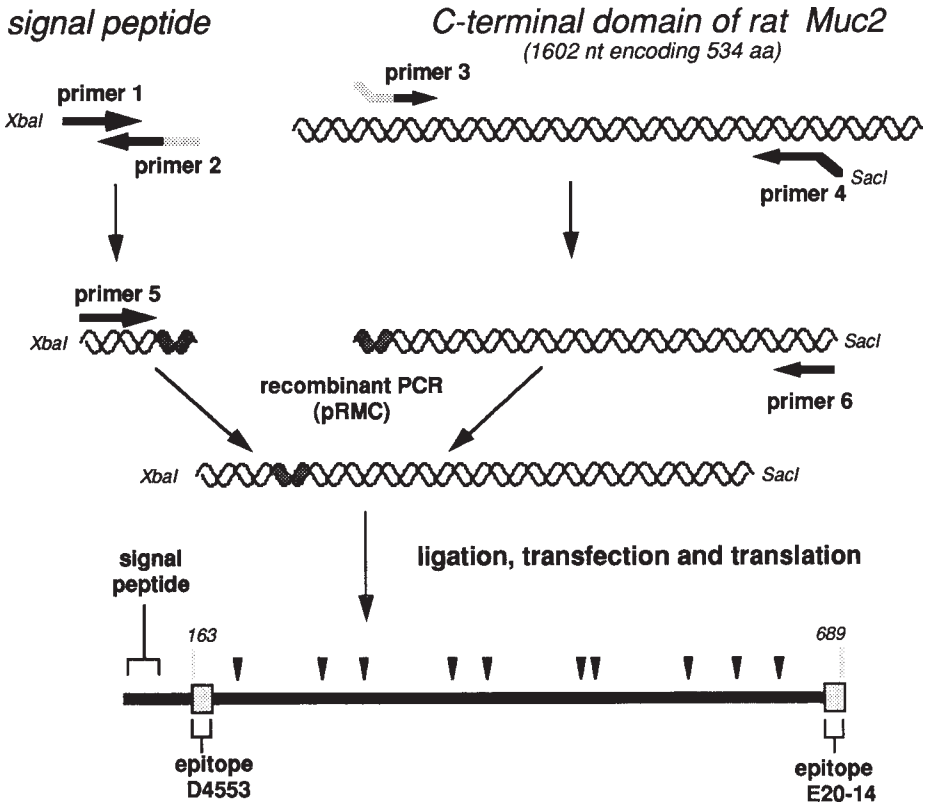 signal peptide
C-terminal domain of rat Muc2
(1602 nt encoding 534 aa)
primer 3
primer 1
XbaI
primer 2
primer 4
SacI
primer 5
XbaI
SacI
recombinant PCR
(pRMC)
primer 6
XbaI
SacI
ligation, transfection and translation
signal
peptide
163
689
epitope
D4553
epitope
E20-14